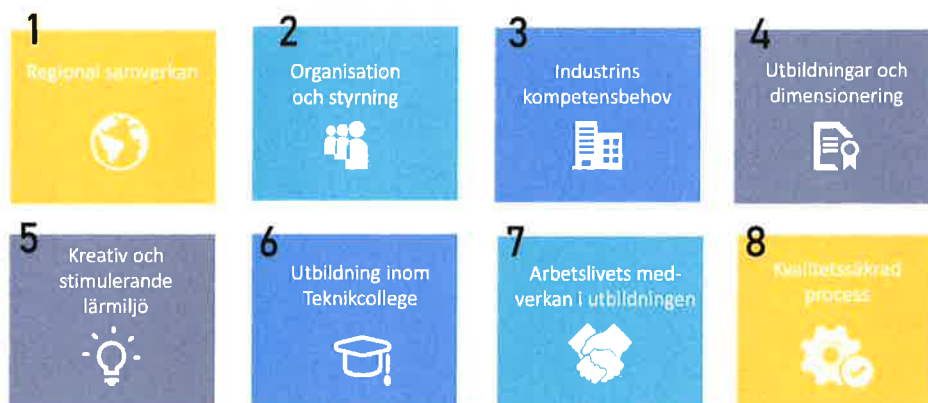 1
Regional samverkan
2
Organisation
och styrning
3
Industrins
kompetensbehov
4
Utbildningar och
dimensionering
5
Kreativ och
stimulerande
lärmiljö
6
Utbildning inom
Teknikcollege
7
Arbetslivets med-
verkan i utbildningen
8
Kvalitetssäkrad
process